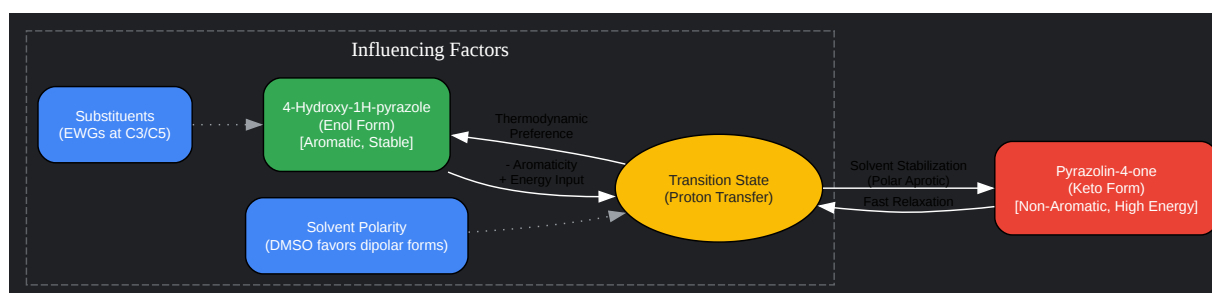 Influencing Factors
Substituents
(EWGs at C3/C5)
4-Hydroxy-1H-pyrazole
(Enol Form)
[Aromatic, Stable]
Thermodynamic
Preference
- Aromaticity
+ Energy Input
Solvent Polarity
(DMSO favors dipolar forms)
Transition State
(Proton Transfer)
Solvent Stabilization
(Polar Aprotic)
Fast Relaxation
Pyrazolin-4-one
(Keto Form)
[Non-Aromatic, High Energy]